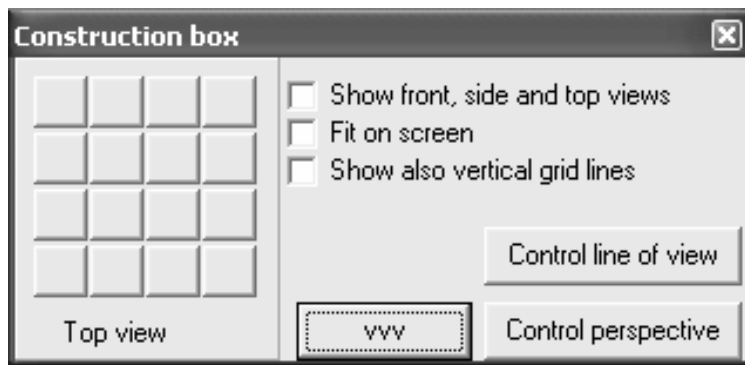 Construction box
Show front, side and top views
Fit on screen
Show also vertical grid lines
Control line of view
Top view
vvv
Control perspective